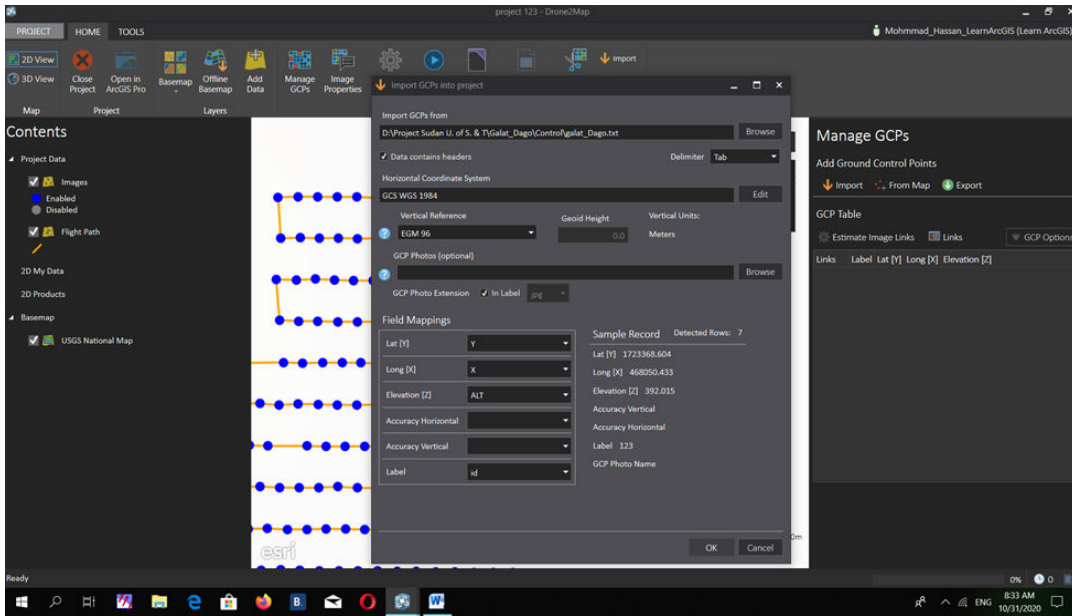 project 123 - Drone2Map
PROJECT HOME TOOLS
Mohmmad_Hassan_LearnArcGIS (Learn ArcGIS)
2D View
3D View
Close Project
Open in ArcGIS Pro
Basemap
Offline Basemap
Add Data
Manage GCPs
Image Properties
Import
Map Project Layers
Contents
Project Data
Images
Enabled
Disabled
Flight Path
2D My Data
2D Products
Basemap
USGS National Map
esri
Import GCPs into project
Import GCPs from
D:\Project Sudan U. of S. & T\Galat_Dago\Control\galat_Dago.txt Browse
Data contains headers Delimiter Tab
Horizontal Coordinate System
GCS WGS 1984 Edit
Vertical Reference Geoid Height Vertical Units:
EGM 96 0.0 Meters
GCP Photos (optional)
Browse
GCP Photo Extension In Label jpg
Field Mappings
Lat [Y] Y
Long [X] X
Elevation [Z] ALT
Accuracy Horizontal
Accuracy Vertical
Label id
Sample Record Detected Rows: 7
Lat [Y] 1723368.604
Long [X] 468050.433
Elevation [Z] 392.015
Accuracy Vertical
Accuracy Horizontal
Label 123
GCP Photo Name
OK Cancel
Manage GCPs
Add Ground Control Points
Import From Map Export
GCP Table
Estimate Image Links Links GCP Options
Links Label Lat [Y] Long [X] Elevation [Z]
0m
Ready
0% 0
ENG
8:33 AM
10/31/2020